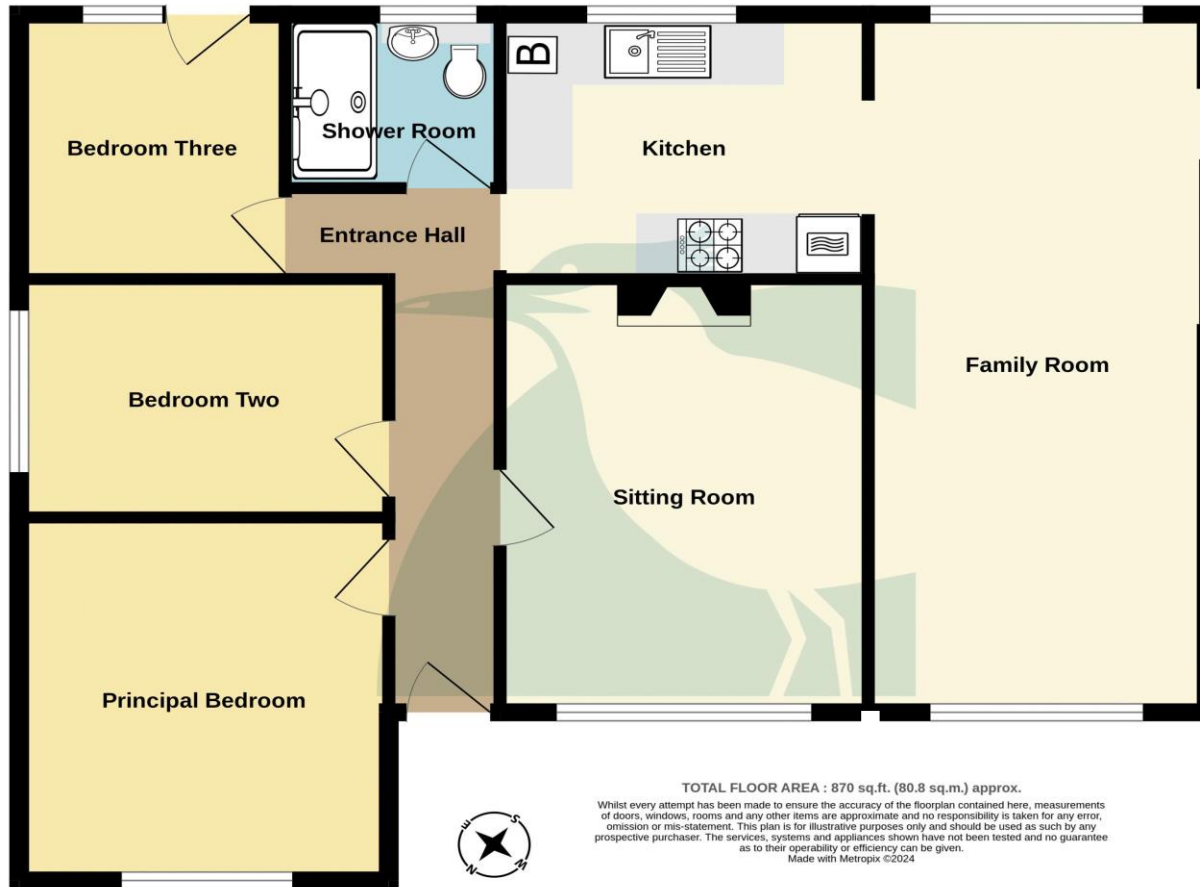 Bedroom Three
Shower Room
B
Kitchen
Entrance Hall
Family Room
Bedroom Two
Sitting Room
Principal Bedroom
TOTAL FLOOR AREA : 870 sq.ft. (80.8 sq.m.) approx.
Whilst every attempt has been made to ensure the accuracy of the floorplan contained here, measurements
of doors, windows, rooms and any other items are approximate and no responsibility is taken for any error,
omission or mis-statement. This plan is for illustrative purposes only and should be used as such by any
prospective purchaser. The services, systems and appliances shown have not been tested and no guarantee
as to their operability or efficiency can be given.
Made with Metropix ©2024
E S
N W